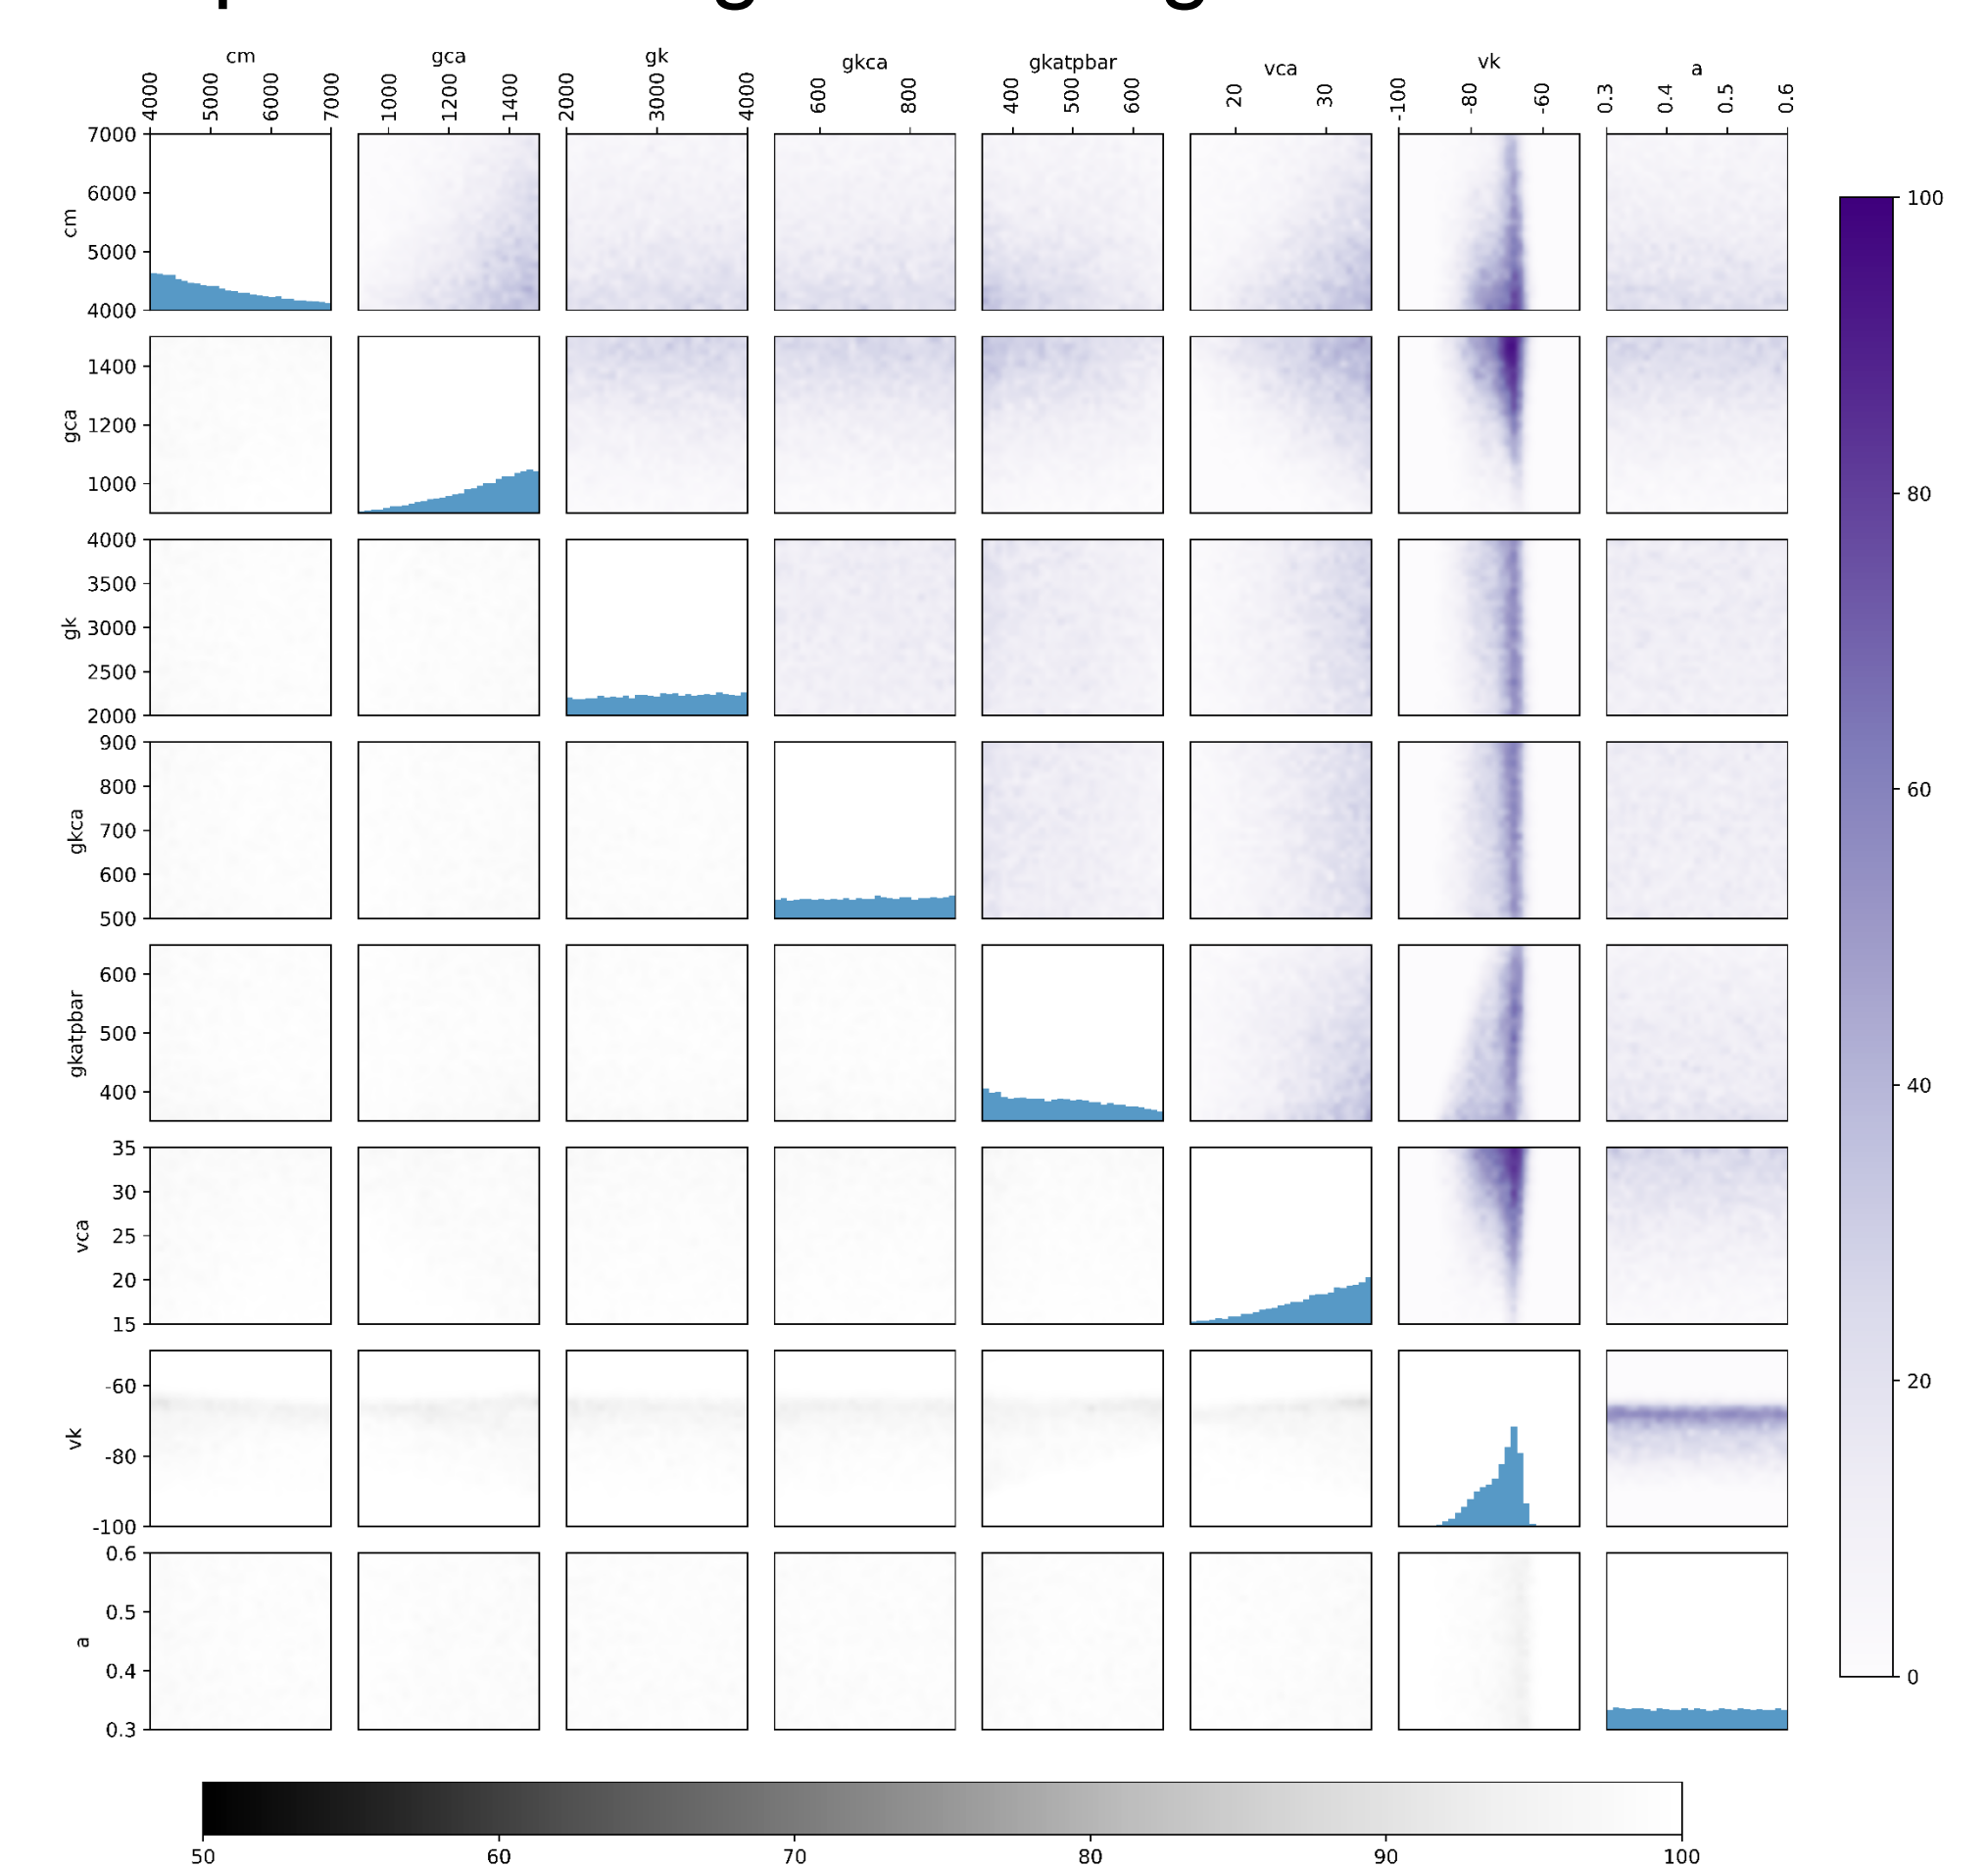 cm gca gk gkca gkatpbar vca vk a
4000 5000 6000 7000 1000 1200 1400 2000 3000 4000 600 800 400 500 600 20 30 -100 -80 -60 0.3 0.4 0.5 0.6
cm 7000 6000 5000 4000
gca 1400 1200 1000
gk 4000 3500 3000 2500 2000
gkca 900 800 700 600 500
gkatpbar 600 500 400
vca 35 30 25 20 15
vk -60 -80 -100
a 0.6 0.5 0.4 0.3
100
80
60
40
20
0
50 60 70 80 90 100